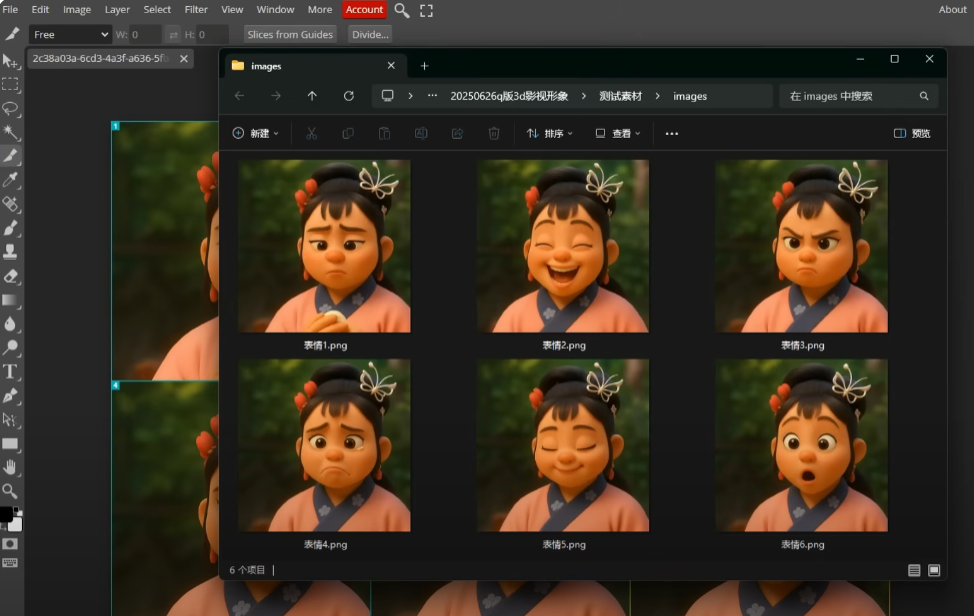 File Edit Image Layer Select Filter View Window More Account About
Free W: 0 H: 0 Slices from Guides Divide...
2c38a03a-6cd3-4a3f-a636-5f
images
20250626q版3d影视形象 测试素材 images 在 images 中搜索
新建 排序 查看 预览
1
表情1.png 表情2.png 表情3.png
4
表情4.png 表情5.png 表情6.png
6 个项目